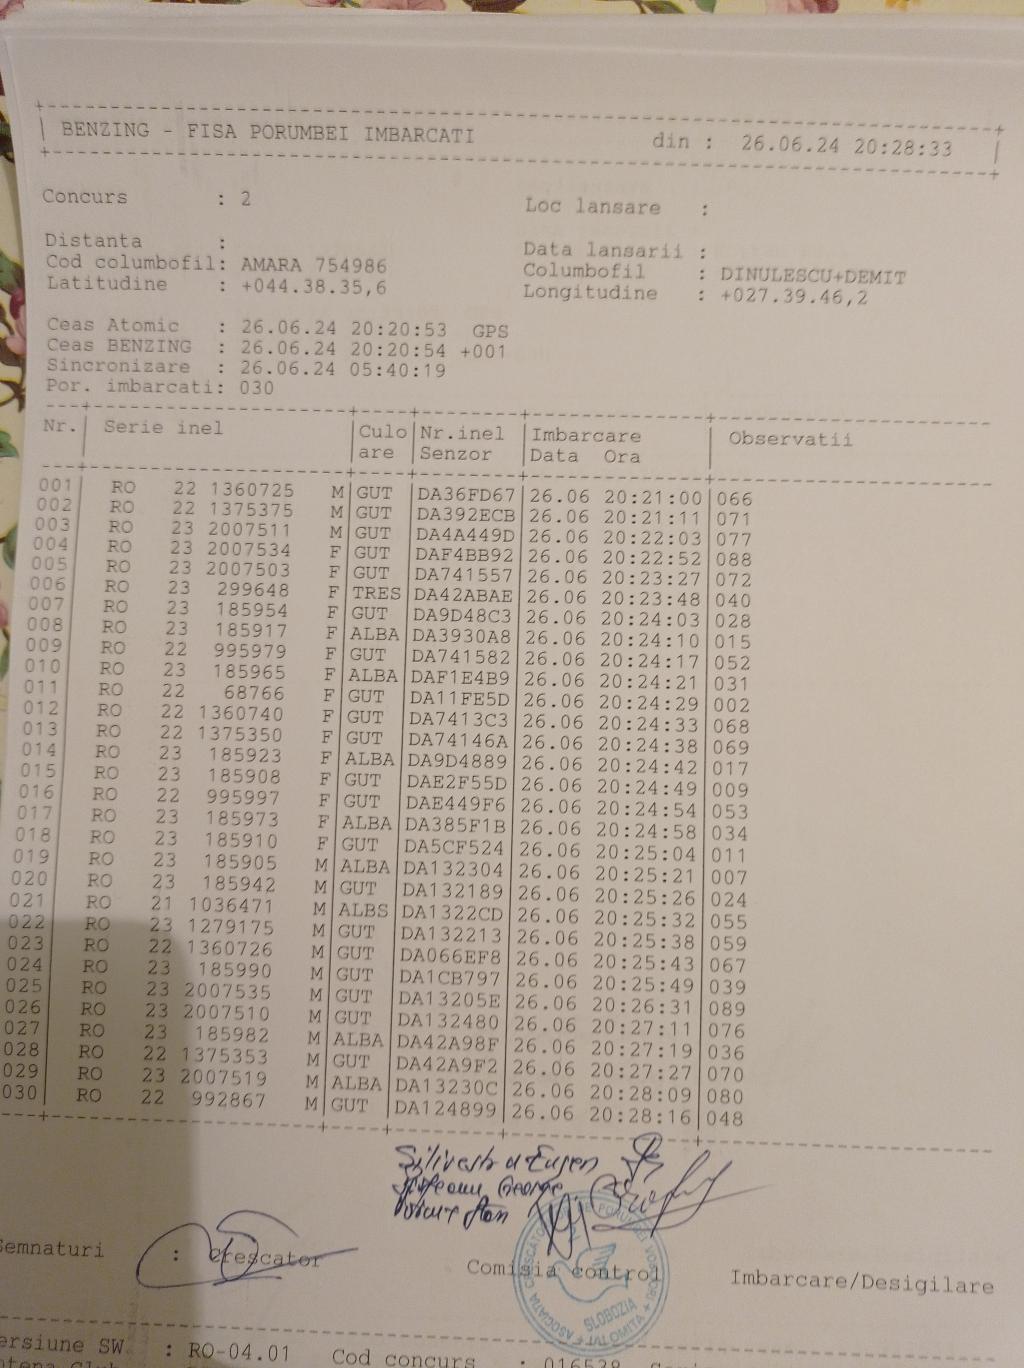 BENZING - FISA PORUMBEI IMBARCATI din : 26.06.24 20:28:33
Concurs : 2 Loc lansare :
Distanta : Data lansarii :
Cod columbofil: AMARA 754986 Columbofil : DINULESCU+DEMIT
Latitudine : +044.38.35,6 Longitudine : +027.39.46,2
Ceas Atomic : 26.06.24 20:20:53 GPS
Ceas BENZING : 26.06.24 20:20:54 +001
Sincronizare : 26.06.24 05:40:19
Por. imbarcati: 030
Nr. Serie inel Culo Nr.inel Imbarcare Observatii
are Senzor Data Ora
001 RO 22 1360725 M GUT DA36FD67 26.06 20:21:00 066
002 RO 22 1375375 M GUT DA392ECB 26.06 20:21:11 071
003 RO 23 2007511 M GUT DA4A449D 26.06 20:22:03 077
004 RO 23 2007534 F GUT DAF4BB92 26.06 20:22:52 088
005 RO 23 2007503 F GUT DA741557 26.06 20:23:27 072
006 RO 23 299648 F TRES DA42ABAE 26.06 20:23:48 040
007 RO 23 185954 F GUT DA9D48C3 26.06 20:24:03 028
008 RO 23 185917 F ALBA DA3930A8 26.06 20:24:10 015
009 RO 22 995979 F GUT DA741582 26.06 20:24:17 052
010 RO 23 185965 F ALBA DAF1E4B9 26.06 20:24:21 031
011 RO 22 68766 F GUT DA11FE5D 26.06 20:24:29 002
012 RO 22 1360740 F GUT DA7413C3 26.06 20:24:33 068
013 RO 22 1375350 F GUT DA74146A 26.06 20:24:38 069
014 RO 23 185923 F ALBA DA9D4889 26.06 20:24:42 017
015 RO 23 185908 F GUT DAE2F55D 26.06 20:24:49 009
016 RO 22 995997 F GUT DAE449F6 26.06 20:24:54 053
017 RO 23 185973 F ALBA DA385F1B 26.06 20:24:58 034
018 RO 23 185910 F GUT DA5CF524 26.06 20:25:04 011
019 RO 23 185905 M ALBA DA132304 26.06 20:25:21 007
020 RO 23 185942 M GUT DA132189 26.06 20:25:26 024
021 RO 21 1036471 M ALBS DA1322CD 26.06 20:25:32 055
022 RO 23 1279175 M GUT DA132213 26.06 20:25:38 059
023 RO 22 1360726 M GUT DA066EF8 26.06 20:25:43 067
024 RO 23 185990 M GUT DA1CB797 26.06 20:25:49 039
025 RO 23 2007535 M GUT DA13205E 26.06 20:26:31 089
026 RO 23 2007510 M GUT DA132480 26.06 20:27:11 076
027 RO 23 185982 M ALBA DA42A98F 26.06 20:27:19 036
028 RO 22 1375353 M GUT DA42A9F2 26.06 20:27:27 070
029 RO 23 2007519 M ALBA DA13230C 26.06 20:28:09 080
030 RO 22 992867 M GUT DA124899 26.06 20:28:16 048
Eugen
George
Semnaturi : Crescator Comisia control Imbarcare/Desigilare
SLOBOZIA
IALOMITA
ersiune SW : RO-04.01 Cod concurs :